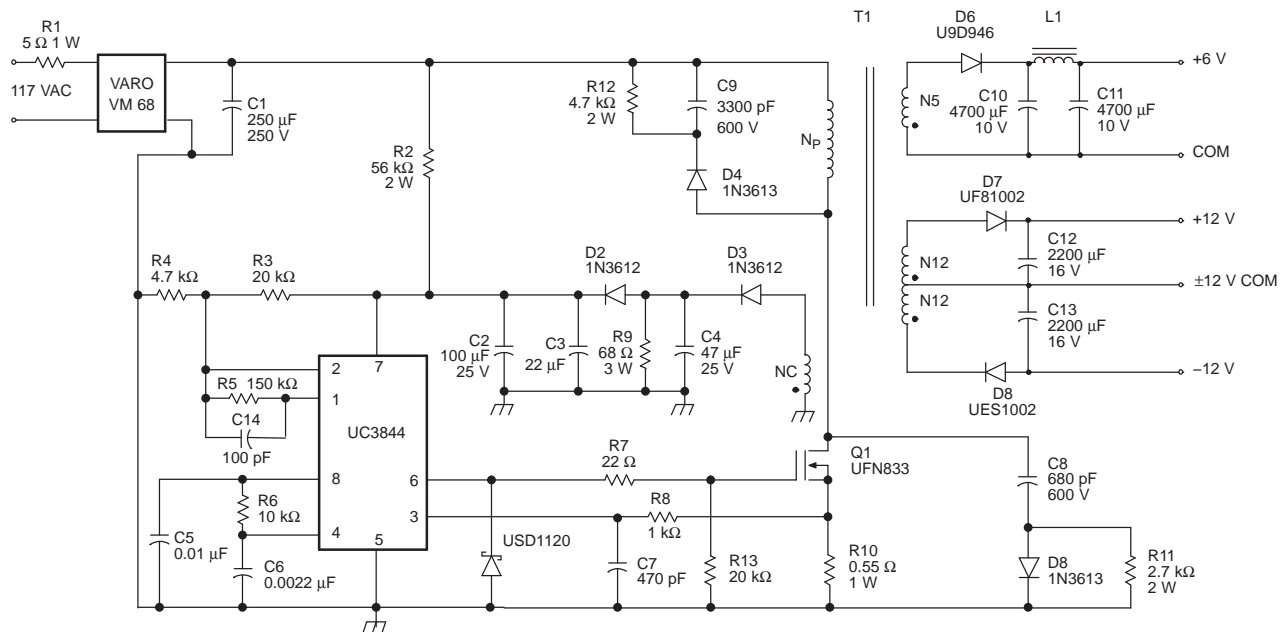 R1
5 Ω 1 W
117 VAC
VARO
VM 68
C1
250 µF
250 V
R2
56 kΩ
2 W
R12
4.7 kΩ
2 W
C9
3300 pF
600 V
D4
1N3613
NP
T1
D6
U9D946
L1
+6 V
N5
C10
4700 µF
10 V
C11
4700 µF
10 V
COM
D7
UF81002
+12 V
N12
N12
C12
2200 µF
16 V
±12 V COM
C13
2200 µF
16 V
–12 V
D8
UES1002
R4
4.7 kΩ
R3
20 kΩ
D2
1N3612
D3
1N3612
C2
100 µF
25 V
C3
22 µF
R9
68 Ω
3 W
C4
47 µF
25 V
NC
2
7
R5 150 kΩ
1
C14
100 pF
UC3844
8
6
R6
10 kΩ
3
4
5
C5
0.01 µF
C6
0.0022 µF
USD1120
R7
22 Ω
R8
1 kΩ
C7
470 pF
R13
20 kΩ
Q1
UFN833
R10
0.55 Ω
1 W
C8
680 pF
600 V
D8
1N3613
R11
2.7 kΩ
2 W